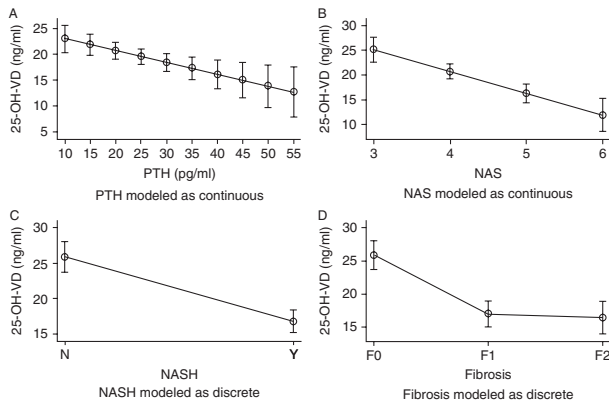 A
25-OH-VD (ng/ml)
25
20
15
10
5
10 15 20 25 30 35 40 45 50 55
PTH (pg/ml)
PTH modeled as continuous
B
25-OH-VD (ng/ml)
30
25
20
15
10
3 4 5 6
NAS
NAS modeled as continuous
C
25-OH-VD (ng/ml)
30
25
20
15
N Y
NASH
NASH modeled as discrete
D
25-OH-VD (ng/ml)
30
25
20
15
F0 F1 F2
Fibrosis
Fibrosis modeled as discrete